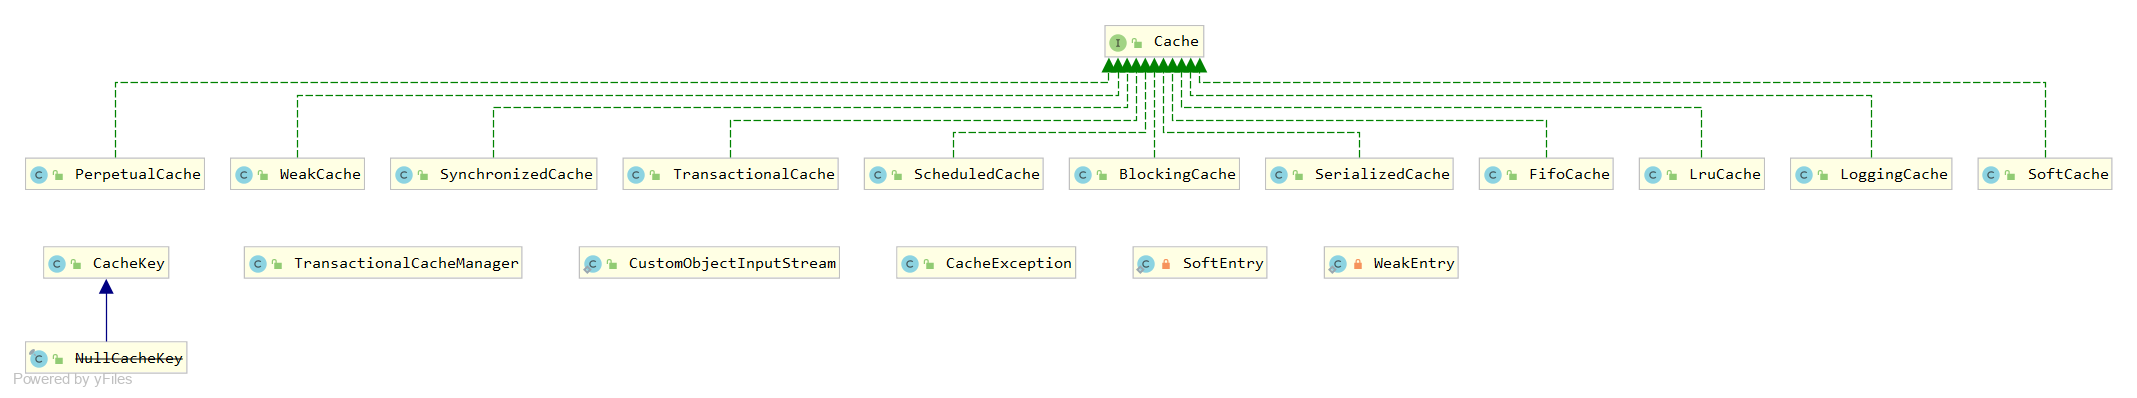 Cache
PerpetualCache
WeakCache
SynchronizedCache
TransactionalCache
ScheduledCache
BlockingCache
SerializedCache
FifoCache
LruCache
LoggingCache
SoftCache
CacheKey
TransactionalCacheManager
CustomObjectInputStream
CacheException
SoftEntry
WeakEntry
NullCacheKey
Powered by yFiles